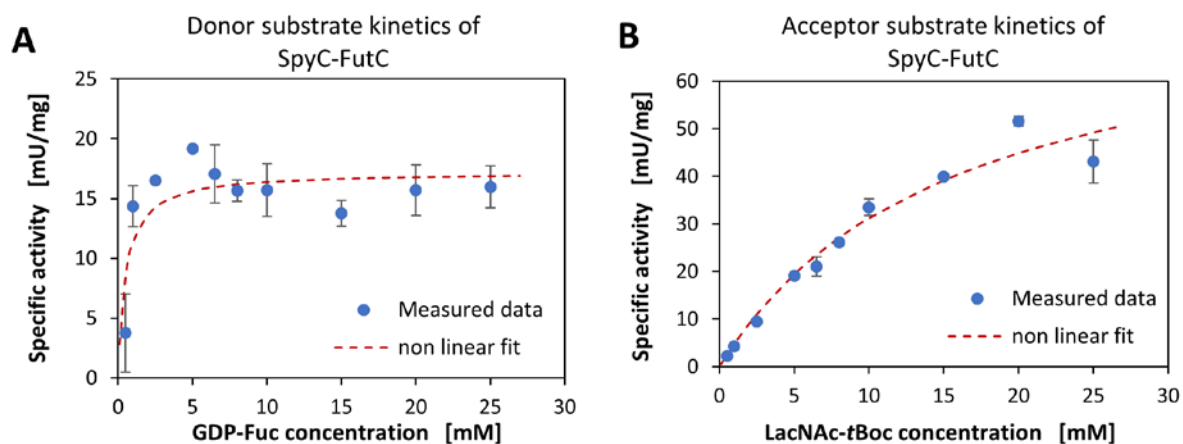 A
Donor substrate kinetics of
SpyC-FutC
Specific activity [mU/mg]
25
20
15
10
5
0
Measured data
non linear fit
0 5 10 15 20 25 30
GDP-Fuc concentration [mM]
B
Acceptor substrate kinetics of
SpyC-FutC
Specific activity [mU/mg]
60
50
40
30
20
10
0
Measured data
non linear fit
0 5 10 15 20 25 30
LacNAc-tBoc concentration [mM]